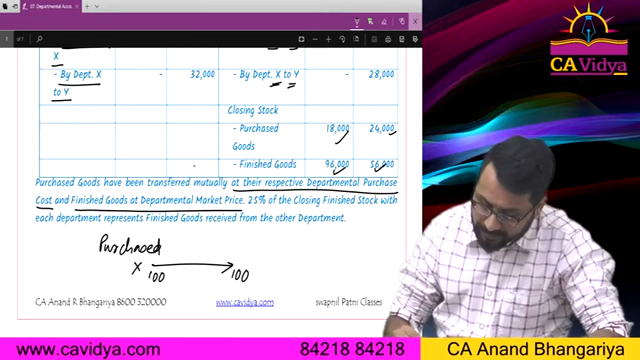 07 Departmental Acco
X
- By Dept. X - 32,000 - By Dept. X to Y - 28,000
to Y
Closing Stock
- Purchased Goods 18,000 24,000
- Finished Goods 96,000 56,000
Purchased Goods have been transferred mutually at their respective Departmental Purchase
Cost and Finished Goods at Departmental Market Price. 25% of the Closing Finished Stock with
each department represents Finished Goods received from the other Department.
Purchased
X 100 100
CA Anand R Bhangariya 8600 320000 www.cavidya.com swapnil Patni Classes
CA Vidya
www.cavidya.com 84218 84218 CA Anand Bhangariya